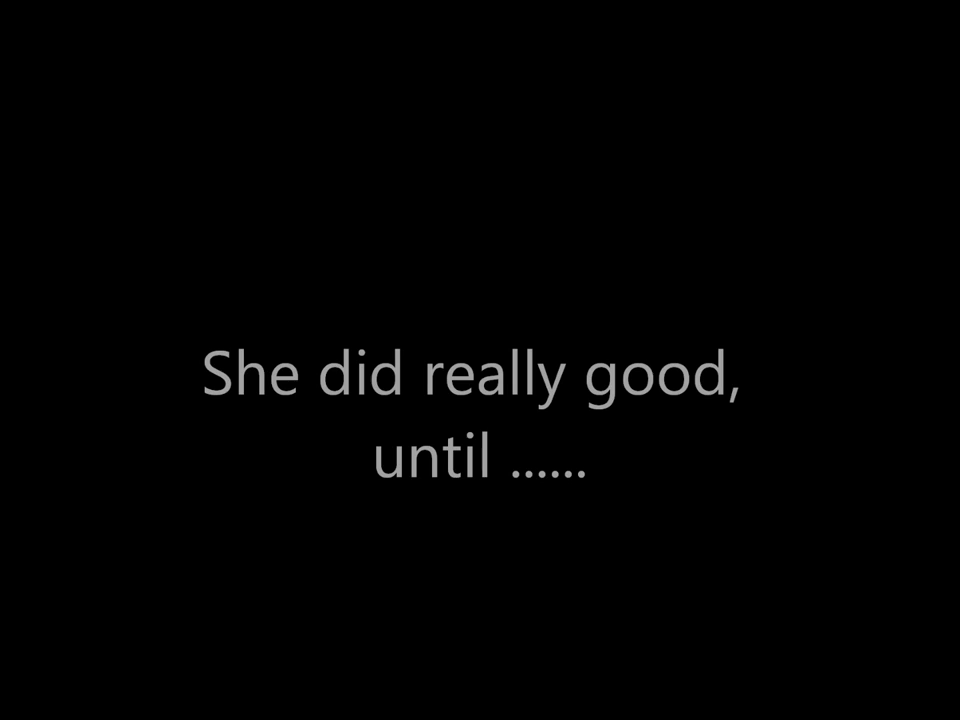 She did really good,
until ......